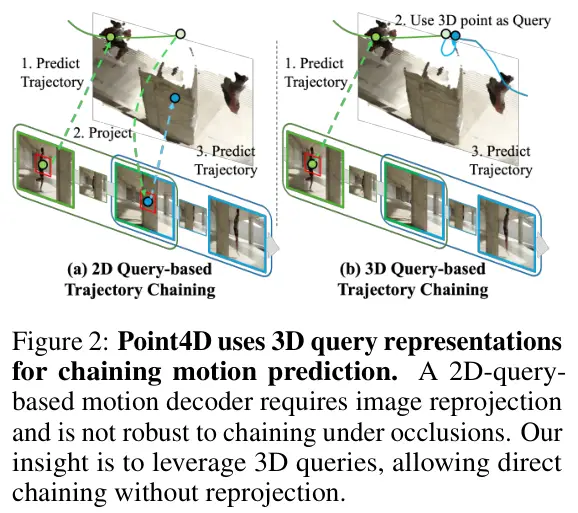 1. Predict
Trajectory
2. Project
3. Predict
Trajectory
(a) 2D Query-based
Trajectory Chaining
2. Use 3D point as Query
1. Predict
Trajectory
3. Predict
Trajectory
(b) 3D Query-based
Trajectory Chaining
Figure 2: Point4D uses 3D query representations
for chaining motion prediction. A 2D-query-
based motion decoder requires image reprojection
and is not robust to chaining under occlusions. Our
insight is to leverage 3D queries, allowing direct
chaining without reprojection.